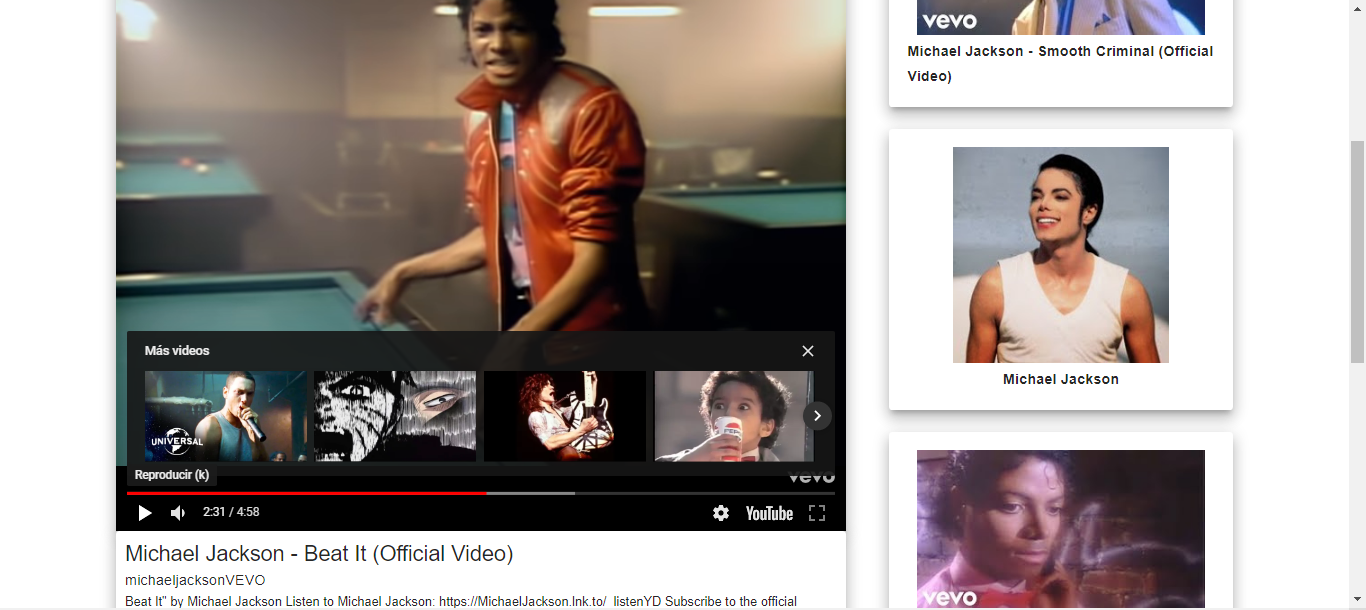 vevo
Michael Jackson - Smooth Criminal (Official
Video)
Michael Jackson
Más videos
UNIVERSAL
Reproducir (k)
vevo
2:31 / 4:58
YouTube
Michael Jackson - Beat It (Official Video)
michaeljacksonVEVO
Beat It" by Michael Jackson Listen to Michael Jackson: https://MichaelJackson.lnk.to/_listenYD Subscribe to the official
vevo